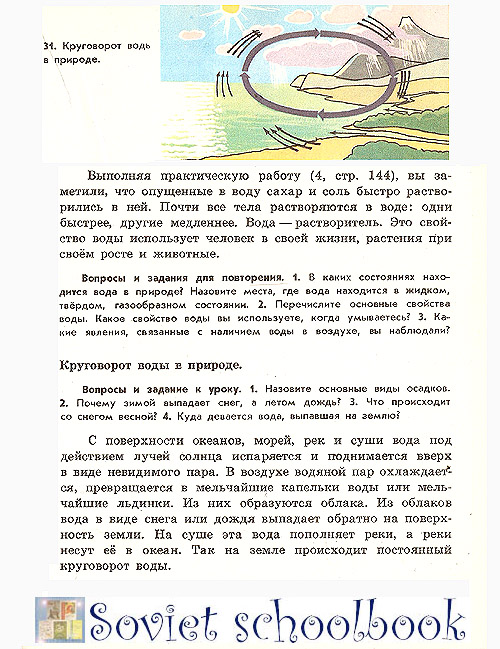 31. Круговорот воды
в природе.
Выполняя практическую работу (4, стр. 144), вы за-
метили, что опущенные в воду сахар и соль быстро раство-
рились в ней. Почти все тела растворяются в воде: одни
быстрее, другие медленнее. Вода — растворитель. Это свой-
ство воды использует человек в своей жизни, растения при
своём росте и животные.
Вопросы и задания для повторения. 1. В каких состояниях нахо-
дится вода в природе? Назовите места, где вода находится в жидком,
твёрдом, газообразном состоянии. 2. Перечислите основные свойства
воды. Какое свойство воды вы используете, когда умываетесь? 3. Ка-
кие явления, связанные с наличием воды в воздухе, вы наблюдали?
Круговорот воды в природе.
Вопросы и задание к уроку. 1. Назовите основные виды осадков.
2. Почему зимой выпадает снег, а летом дождь? 3. Что происходит
со снегом весной? 4. Куда девается вода, выпавшая на землю?
С поверхности океанов, морей, рек и суши вода под
действием лучей солнца испаряется и поднимается вверх
в виде невидимого пара. В воздухе водяной пар охлаждает-
ся, превращается в мельчайшие капельки воды или мель-
чайшие льдинки. Из них образуются облака. Из облаков
вода в виде снега или дождя выпадает обратно на поверх-
ность земли. На суше эта вода пополняет реки, а реки
несут её в океан. Так на земле происходит постоянный
круговорот воды.
Soviet schoolbook